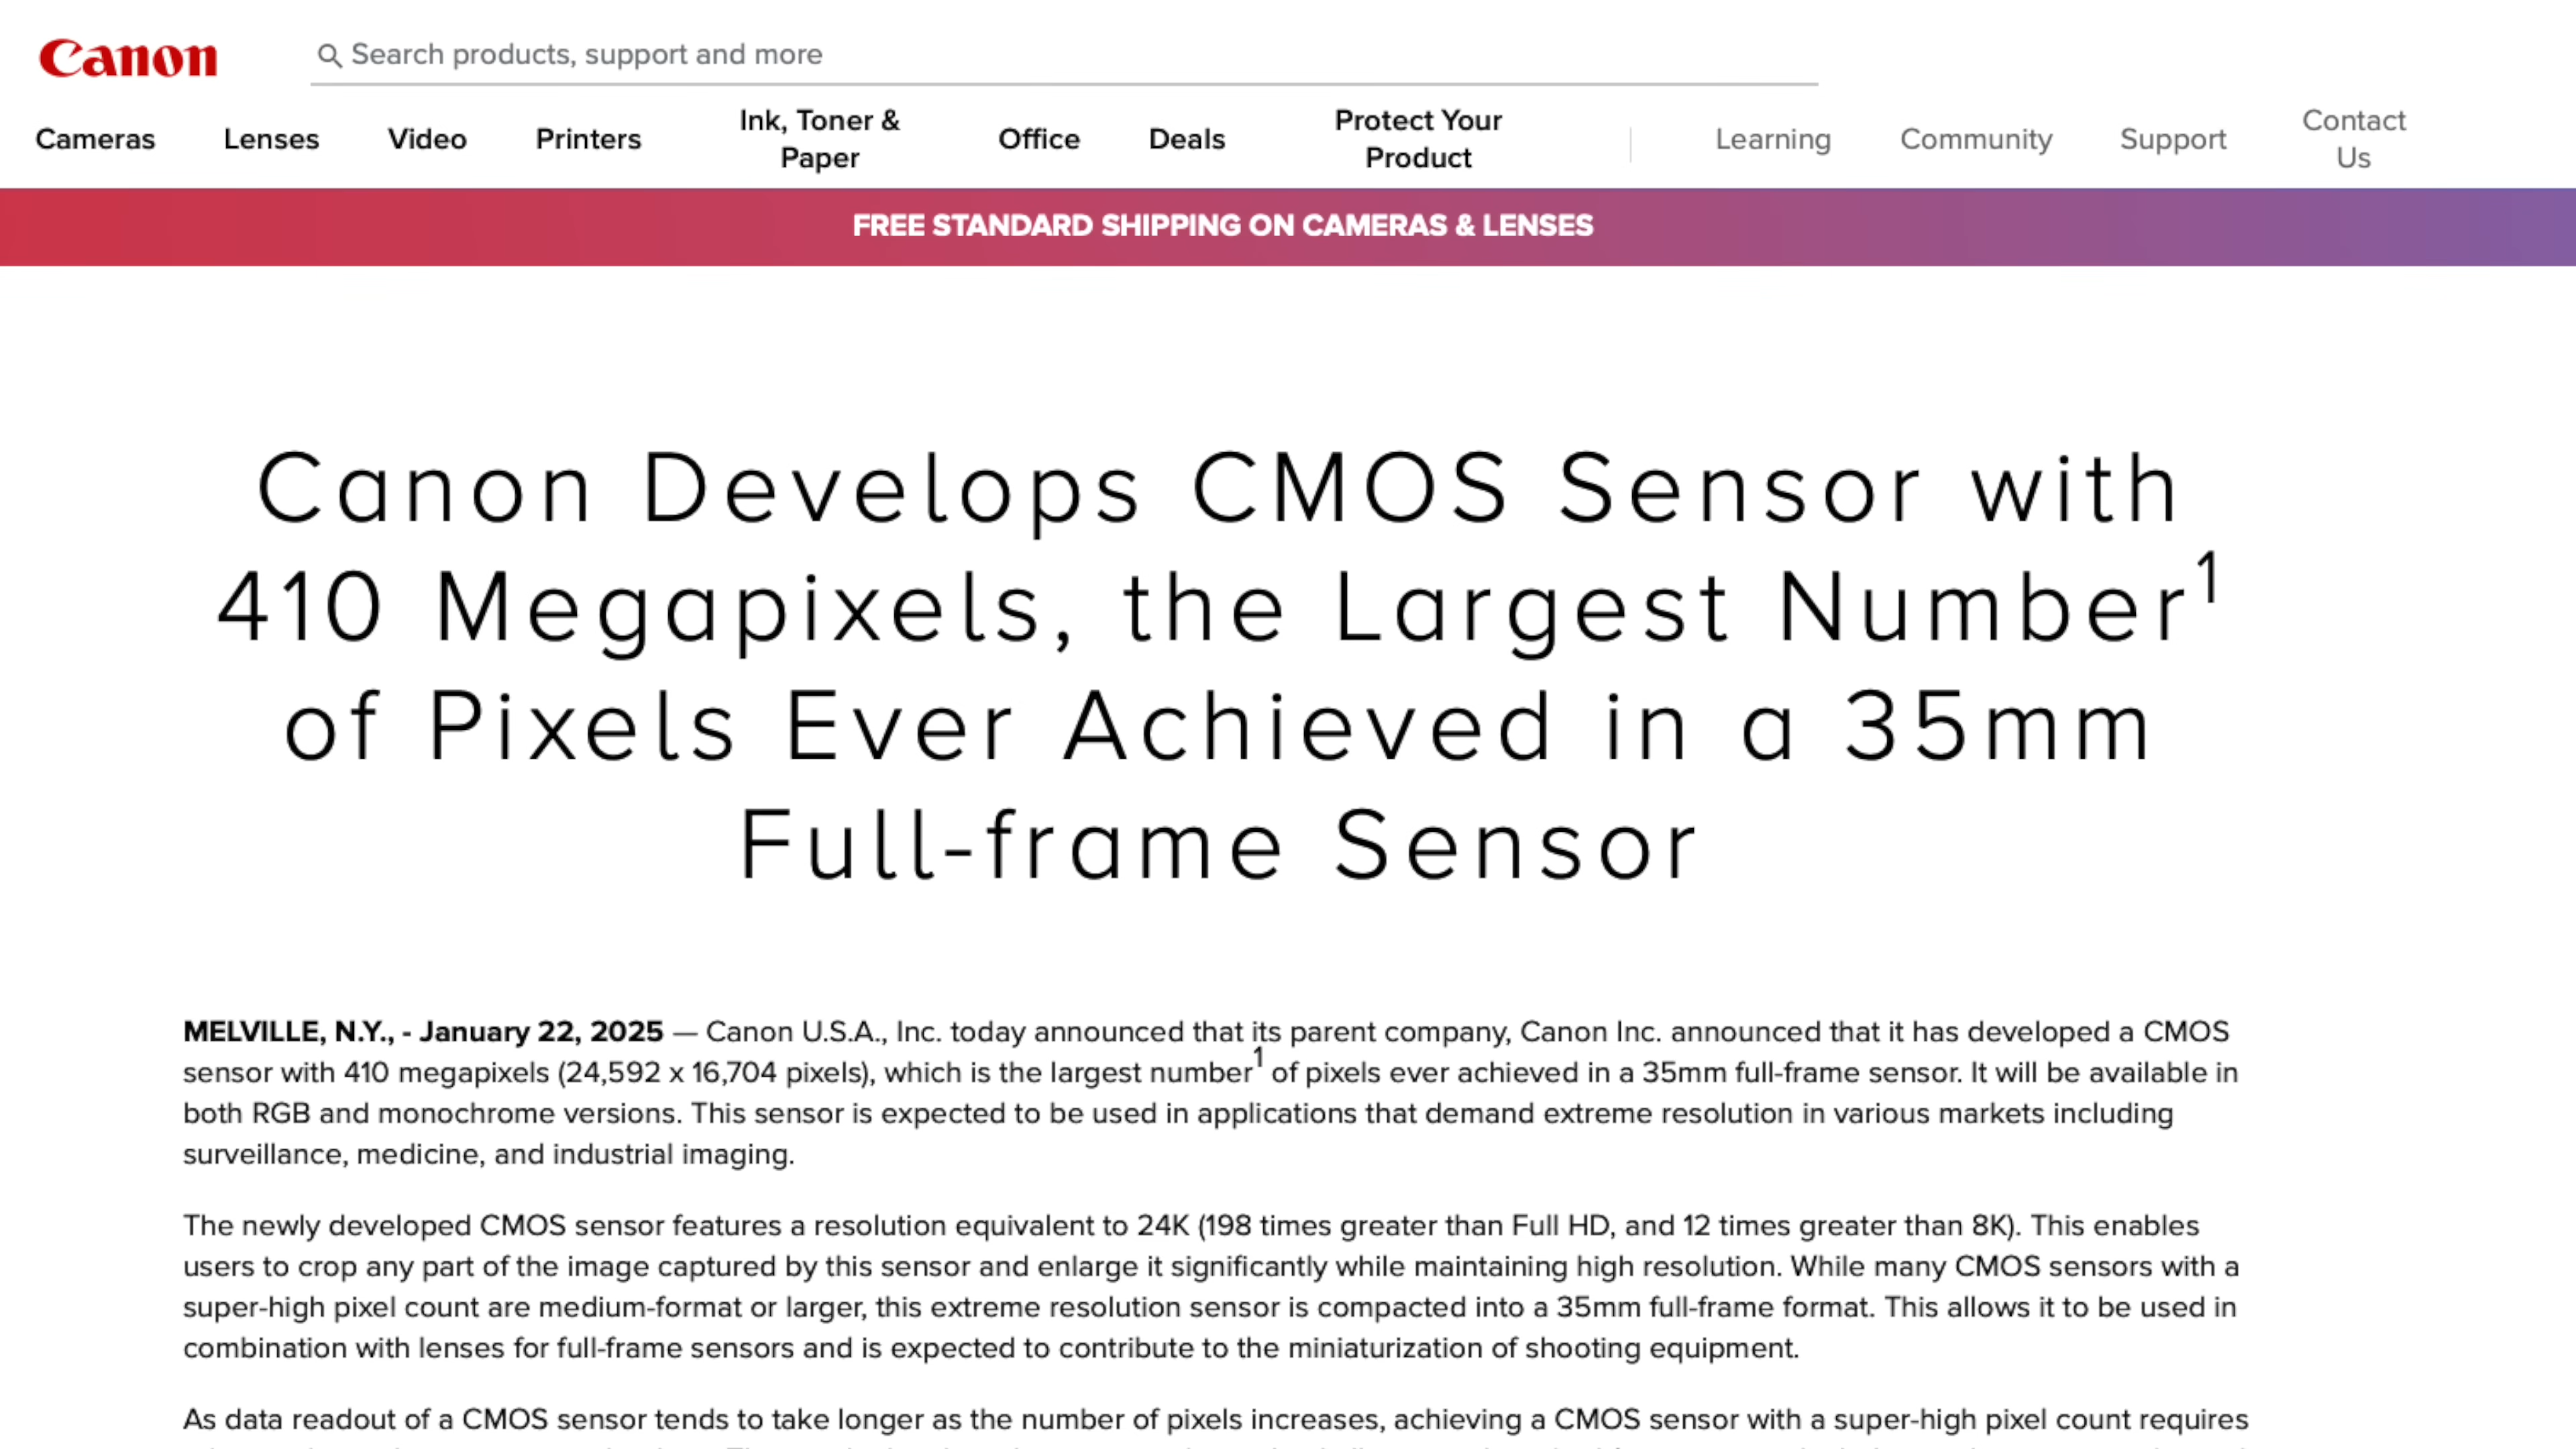 Canon
Search products, support and more
Cameras
Lenses
Video
Printers
Ink, Toner &
Paper
Office
Deals
Protect Your
Product
Learning
Community
Support
Contact
Us
FREE STANDARD SHIPPING ON CAMERAS & LENSES
Canon Develops CMOS Sensor with
410 Megapixels, the Largest Number¹
of Pixels Ever Achieved in a 35mm
Full-frame Sensor
MELVILLE, N.Y., - January 22, 2025 — Canon U.S.A., Inc. today announced that its parent company, Canon Inc. announced that it has developed a CMOS
sensor with 410 megapixels (24,592 x 16,704 pixels), which is the largest number¹ of pixels ever achieved in a 35mm full-frame sensor. It will be available in
both RGB and monochrome versions. This sensor is expected to be used in applications that demand extreme resolution in various markets including
surveillance, medicine, and industrial imaging.
The newly developed CMOS sensor features a resolution equivalent to 24K (198 times greater than Full HD, and 12 times greater than 8K). This enables
users to crop any part of the image captured by this sensor and enlarge it significantly while maintaining high resolution. While many CMOS sensors with a
super-high pixel count are medium-format or larger, this extreme resolution sensor is compacted into a 35mm full-frame format. This allows it to be used in
combination with lenses for full-frame sensors and is expected to contribute to the miniaturization of shooting equipment.
As data readout of a CMOS sensor tends to take longer as the number of pixels increases, achieving a CMOS sensor with a super-high pixel count requires